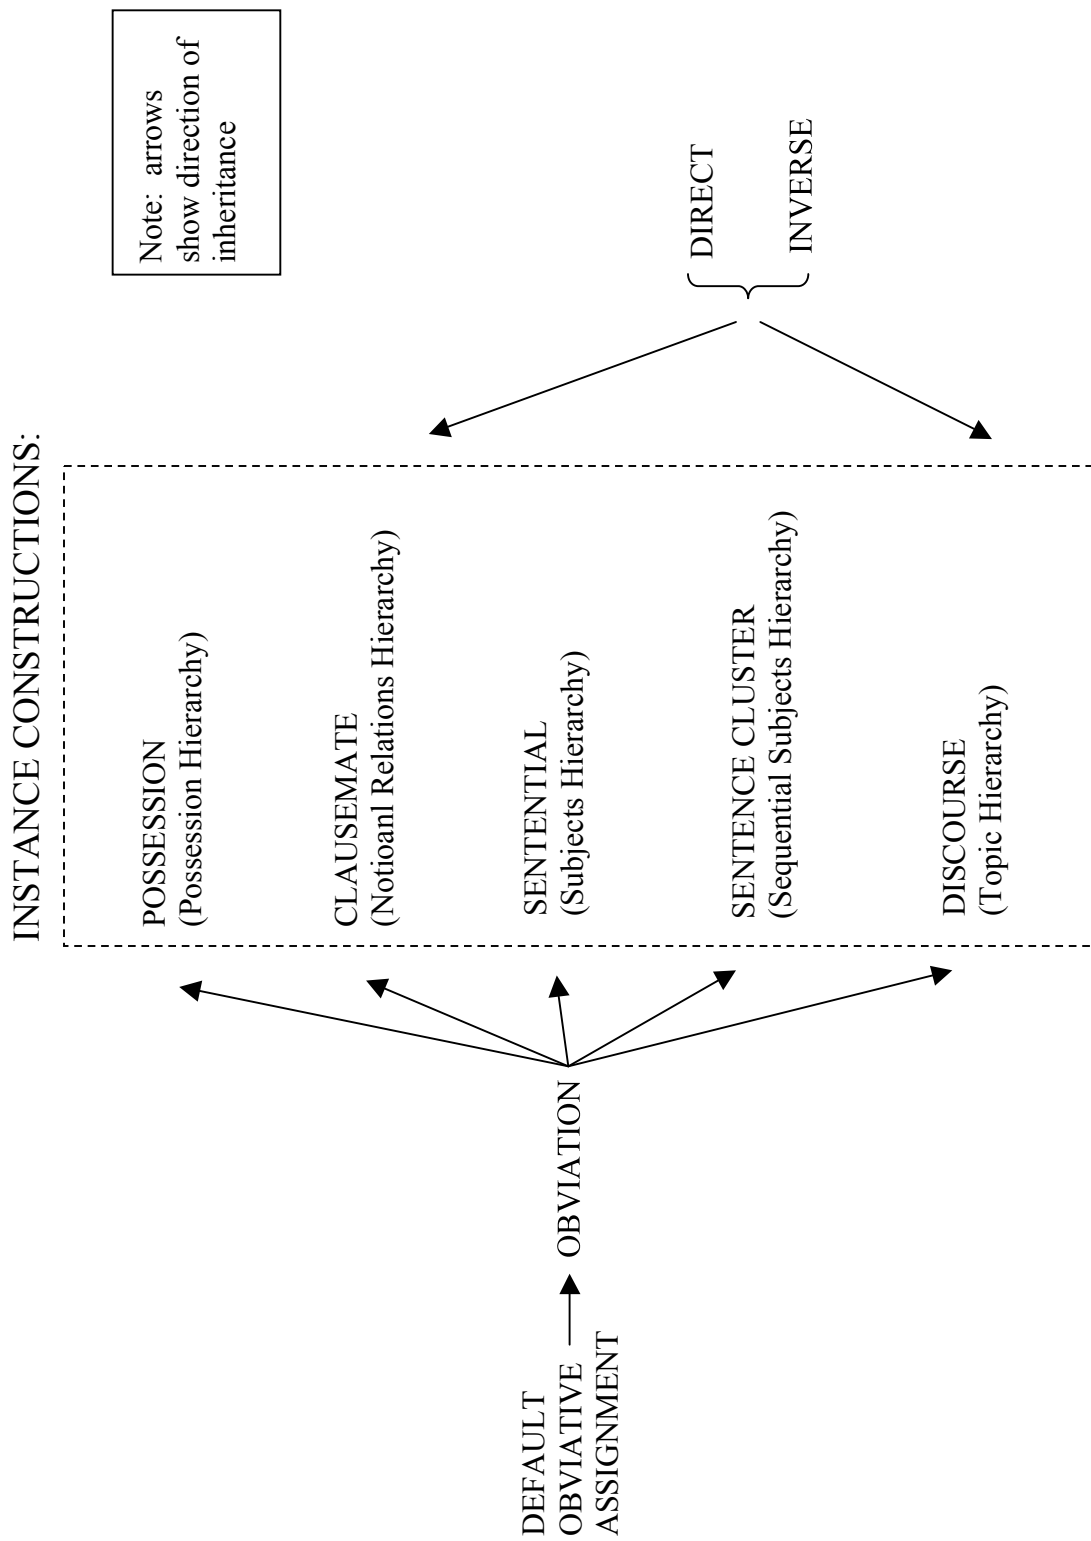 INSTANCE CONSTRUCTIONS:
Note: arrows
show direction of
inheritance
DEFAULT
OBVIATIVE
ASSIGNMENT
OBVIATION
POSSESSION
(Possession Hierarchy)
CLAUSEMATE
(Notioanl Relations Hierarchy)
SENTENTIAL
(Subjects Hierarchy)
SENTENCE CLUSTER
(Sequential Subjects Hierarchy)
DISCOURSE
(Topic Hierarchy)
DIRECT
INVERSE